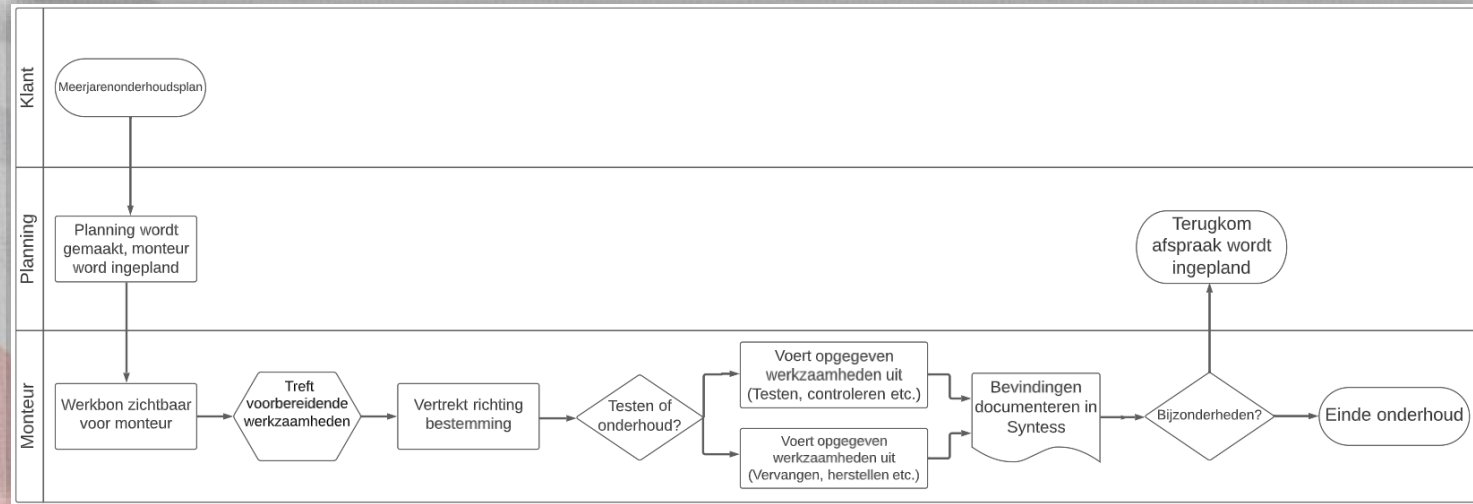 Klant
Meerjarenonderhoudsplan
Planning
Planning wordt
gemaakt, monteur
word ingepland
Terugkom
afspraak wordt
ingepland
Monteur
Werkbon zichtbaar
voor monteur
Treft
voorbereidende
werkzaamheden
Vertrekt richting
bestemming
Testen of
onderhoud?
Voert opgegeven
werkzaamheden uit
(Testen, controleren etc.)
Voert opgegeven
werkzaamheden uit
(Vervangen, herstellen etc.)
Bevindingen
documenteren in
Syntess
Bijzonderheden?
Einde onderhoud